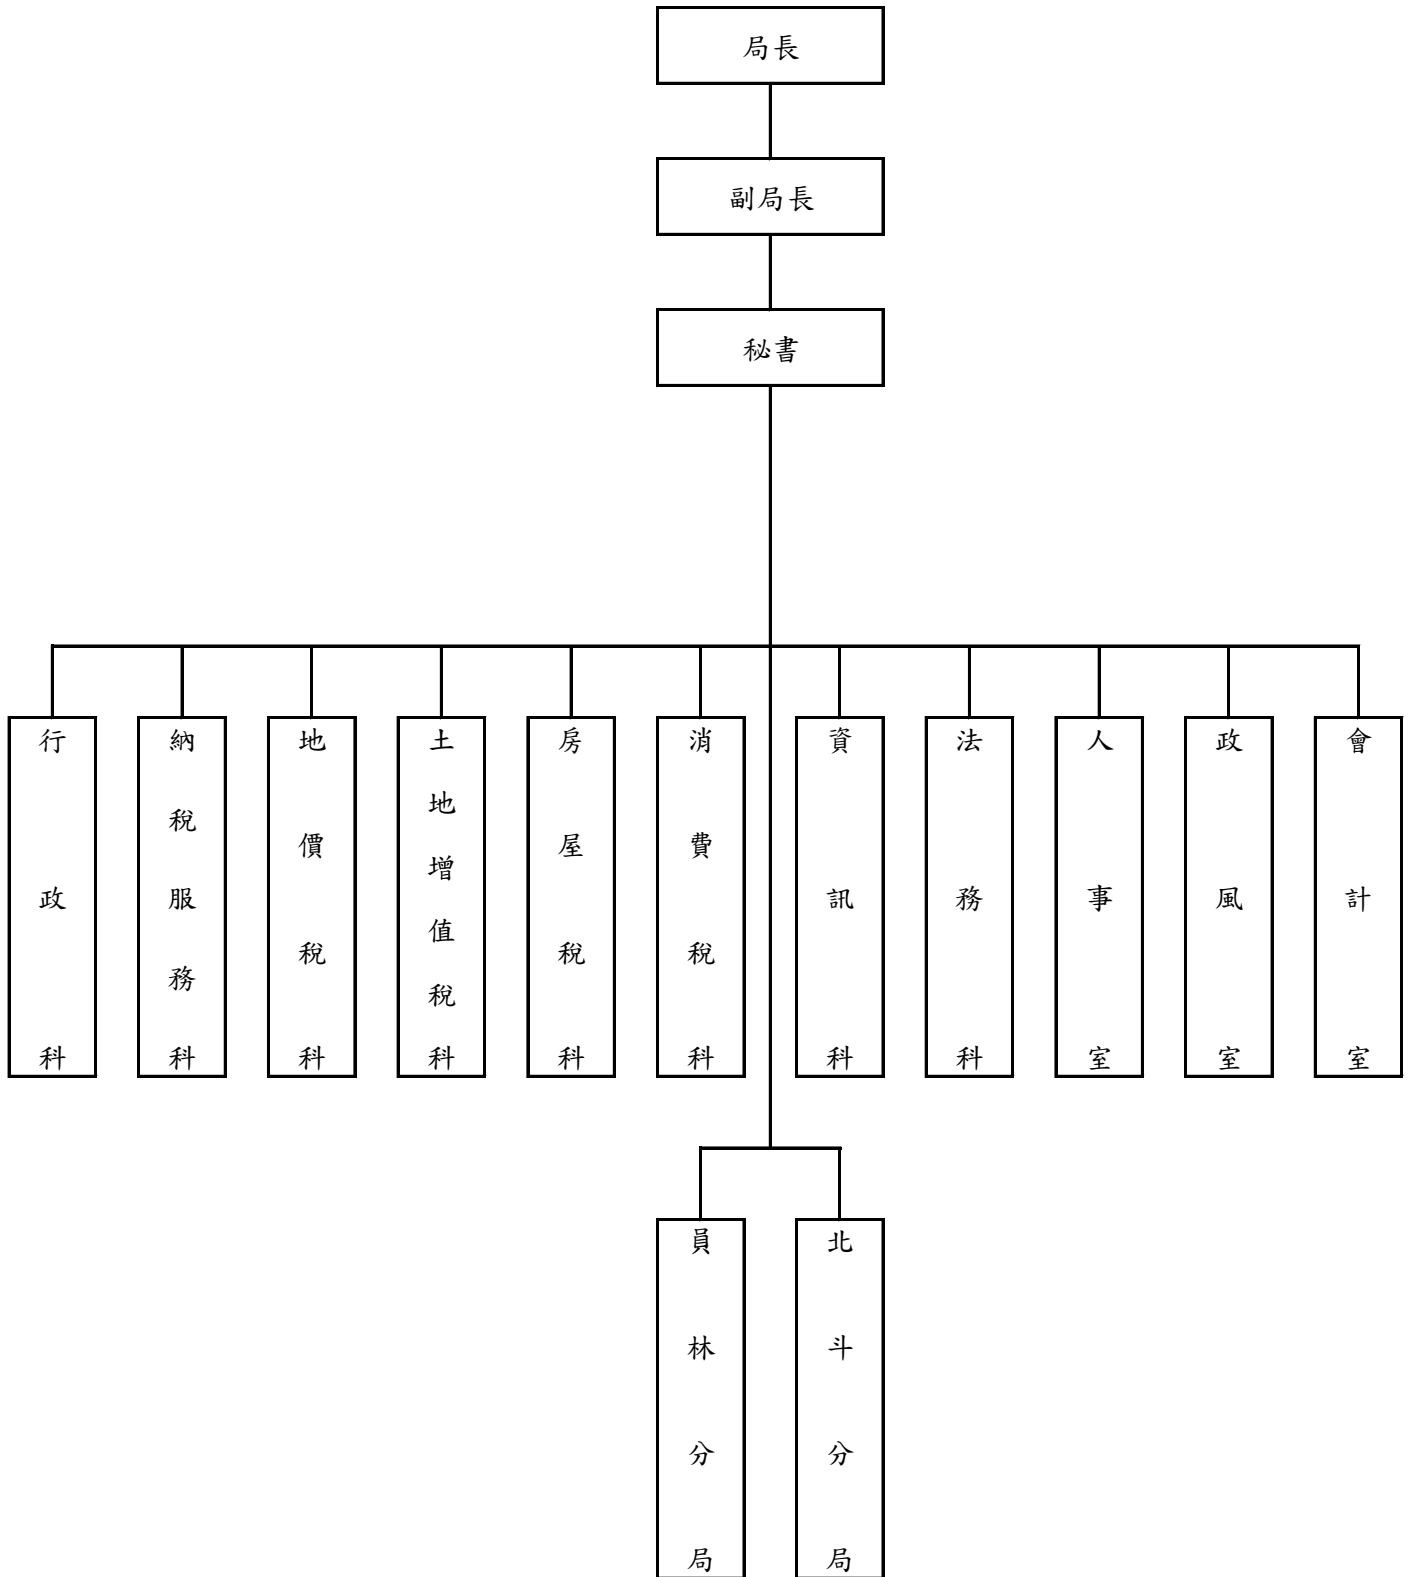 局長
副局長
秘書
行政科
納稅服務科
地價稅科
土地增值稅科
房屋稅科
消費稅科
資訊科
法務科
人事室
政風室
會計室
員林分局
北斗分局